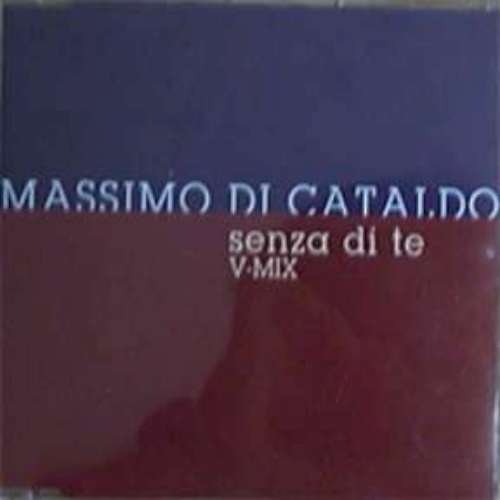 MASSIMO DI CATALDO
senza di te
V·MIX